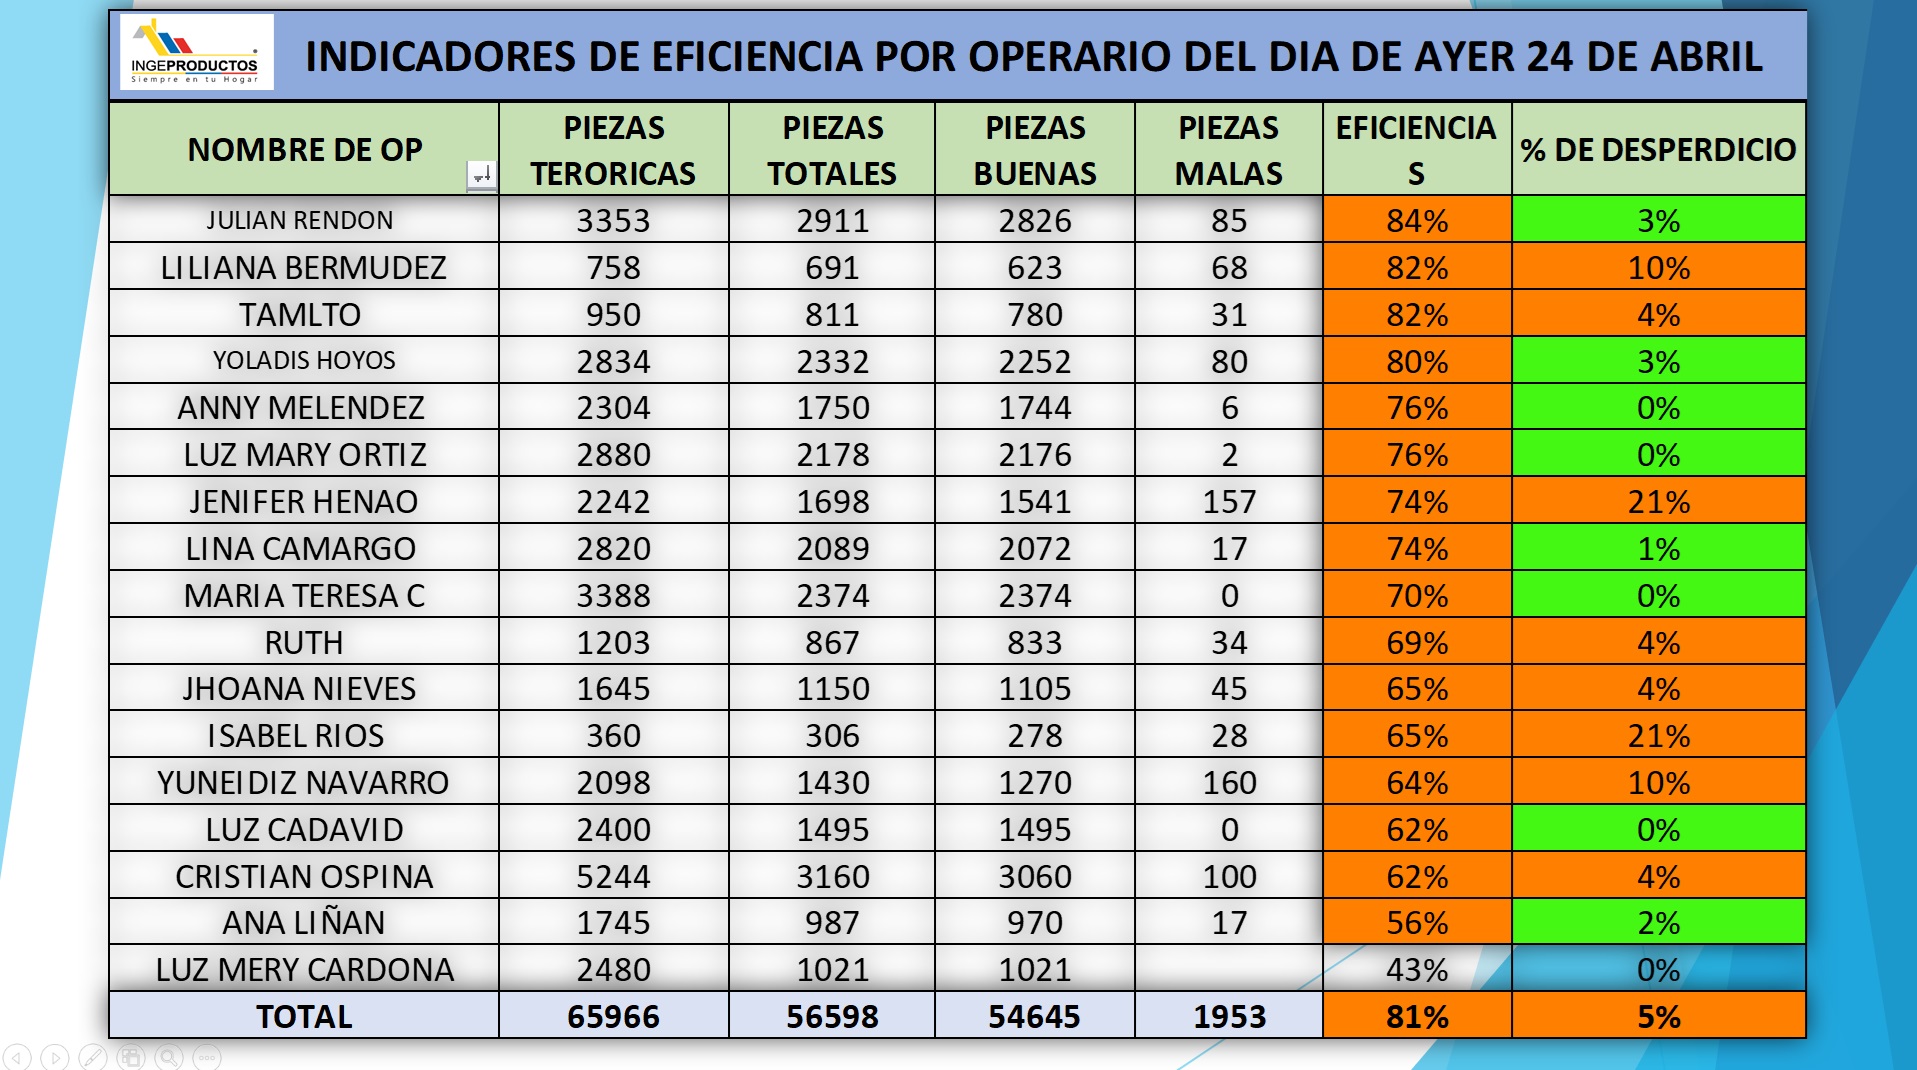 INGEPRODUCTOS
Siempre en tu Hogar
INDICADORES DE EFICIENCIA POR OPERARIO DEL DIA DE AYER 24 DE ABRIL
NOMBRE DE OP PIEZAS TERORICAS PIEZAS TOTALES PIEZAS BUENAS PIEZAS MALAS EFICIENCIAS % DE DESPERDICIO
JULIAN RENDON 3353 2911 2826 85 84% 3%
LILIANA BERMUDEZ 758 691 623 68 82% 10%
TAMLTO 950 811 780 31 82% 4%
YOLADIS HOYOS 2834 2332 2252 80 80% 3%
ANNY MELENDEZ 2304 1750 1744 6 76% 0%
LUZ MARY ORTIZ 2880 2178 2176 2 76% 0%
JENIFER HENAO 2242 1698 1541 157 74% 21%
LINA CAMARGO 2820 2089 2072 17 74% 1%
MARIA TERESA C 3388 2374 2374 0 70% 0%
RUTH 1203 867 833 34 69% 4%
JHOANA NIEVES 1645 1150 1105 45 65% 4%
ISABEL RIOS 360 306 278 28 65% 21%
YUNEIDIZ NAVARRO 2098 1430 1270 160 64% 10%
LUZ CADAVID 2400 1495 1495 0 62% 0%
CRISTIAN OSPINA 5244 3160 3060 100 62% 4%
ANA LIÑAN 1745 987 970 17 56% 2%
LUZ MERY CARDONA 2480 1021 1021 43% 0%
TOTAL 65966 56598 54645 1953 81% 5%